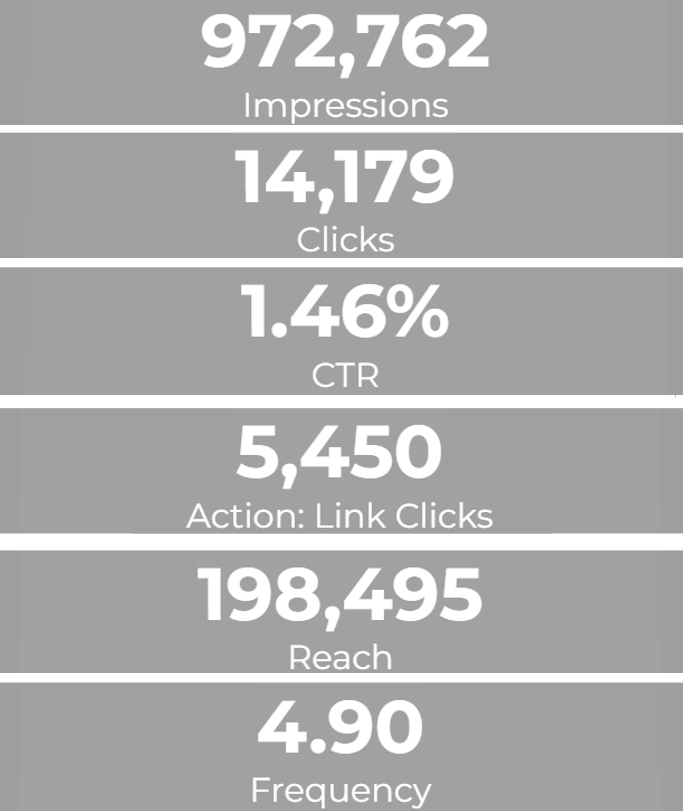 972,762
Impressions
14,179
Clicks
1.46%
CTR
5,450
Action: Link Clicks
198,495
Reach
4.90
Frequency